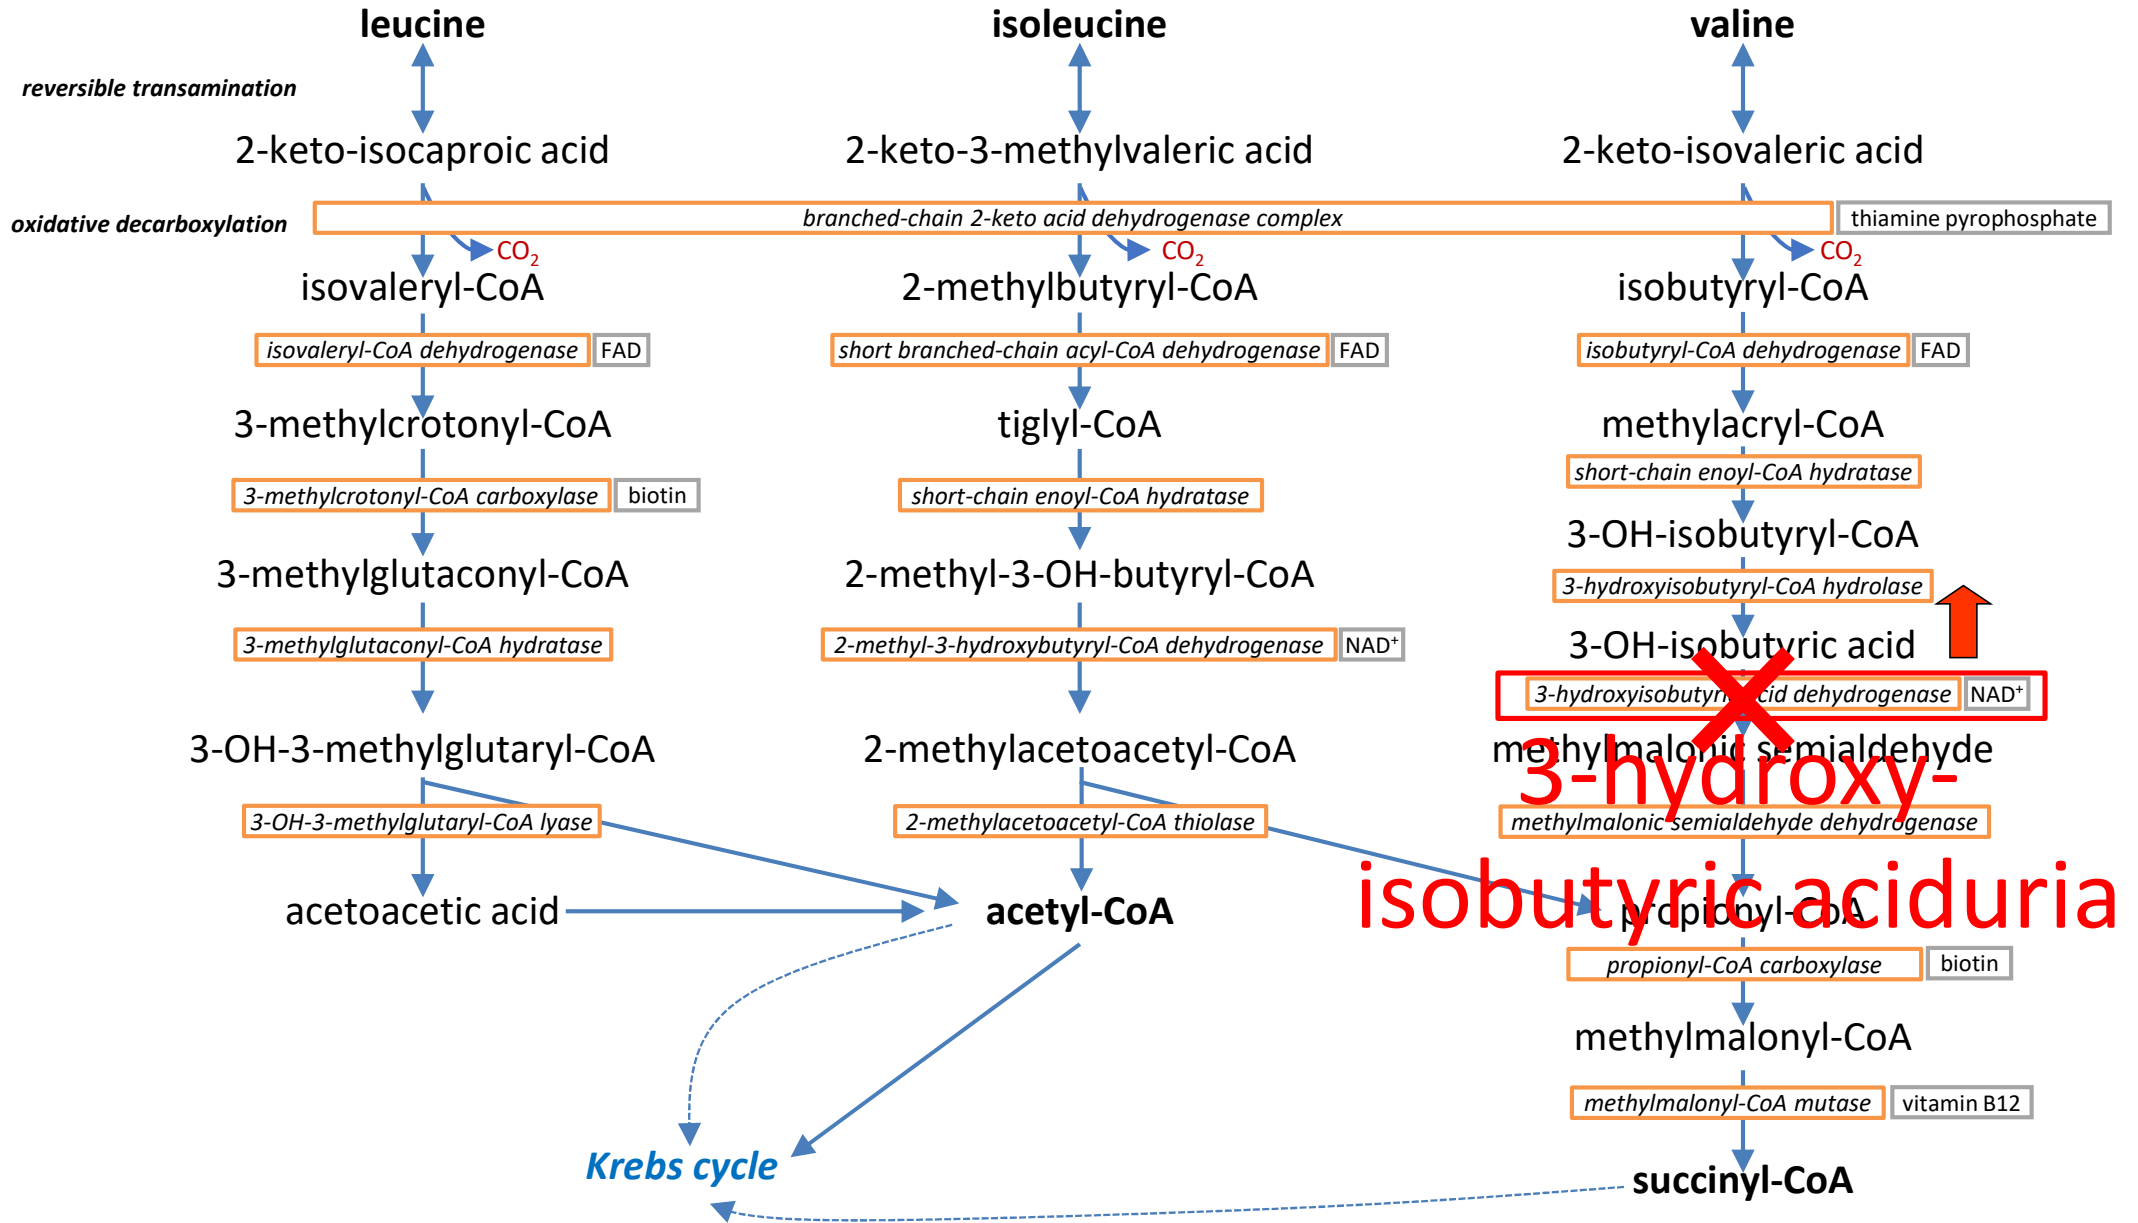 leucine
isoleucine
valine
reversible transamination
2-keto-isocaproic acid
2-keto-3-methylvaleric acid
2-keto-isovaleric acid
oxidative decarboxylation
branched-chain 2-keto acid dehydrogenase complex
thiamine pyrophosphate
CO₂
CO₂
CO₂
isovaleryl-CoA
2-methylbutyryl-CoA
isobutyryl-CoA
isovaleryl-CoA dehydrogenase
FAD
short branched-chain acyl-CoA dehydrogenase
FAD
isobutyryl-CoA dehydrogenase
FAD
3-methylcrotonyl-CoA
tiglyl-CoA
methylacryl-CoA
short-chain enoyl-CoA hydratase
3-methylcrotonyl-CoA carboxylase
biotin
short-chain enoyl-CoA hydratase
3-OH-isobutyryl-CoA
3-methylglutaconyl-CoA
2-methyl-3-OH-butyryl-CoA
3-hydroxyisobutyryl-CoA hydrolase
3-methylglutaconyl-CoA hydratase
2-methyl-3-hydroxybutyryl-CoA dehydrogenase
NAD⁺
3-OH-isobutyric acid
3-hydroxyisobutyric acid dehydrogenase
NAD⁺
3-OH-3-methylglutaryl-CoA
2-methylacetoacetyl-CoA
methylmalonic semialdehyde
3-hydroxy-
3-OH-3-methylglutaryl-CoA lyase
2-methylacetoacetyl-CoA thiolase
methylmalonic semialdehyde dehydrogenase
isobutyric aciduria
acetoacetic acid
acetyl-CoA
propionyl-CoA
propionyl-CoA carboxylase
biotin
methylmalonyl-CoA
methylmalonyl-CoA mutase
vitamin B12
Krebs cycle
succinyl-CoA